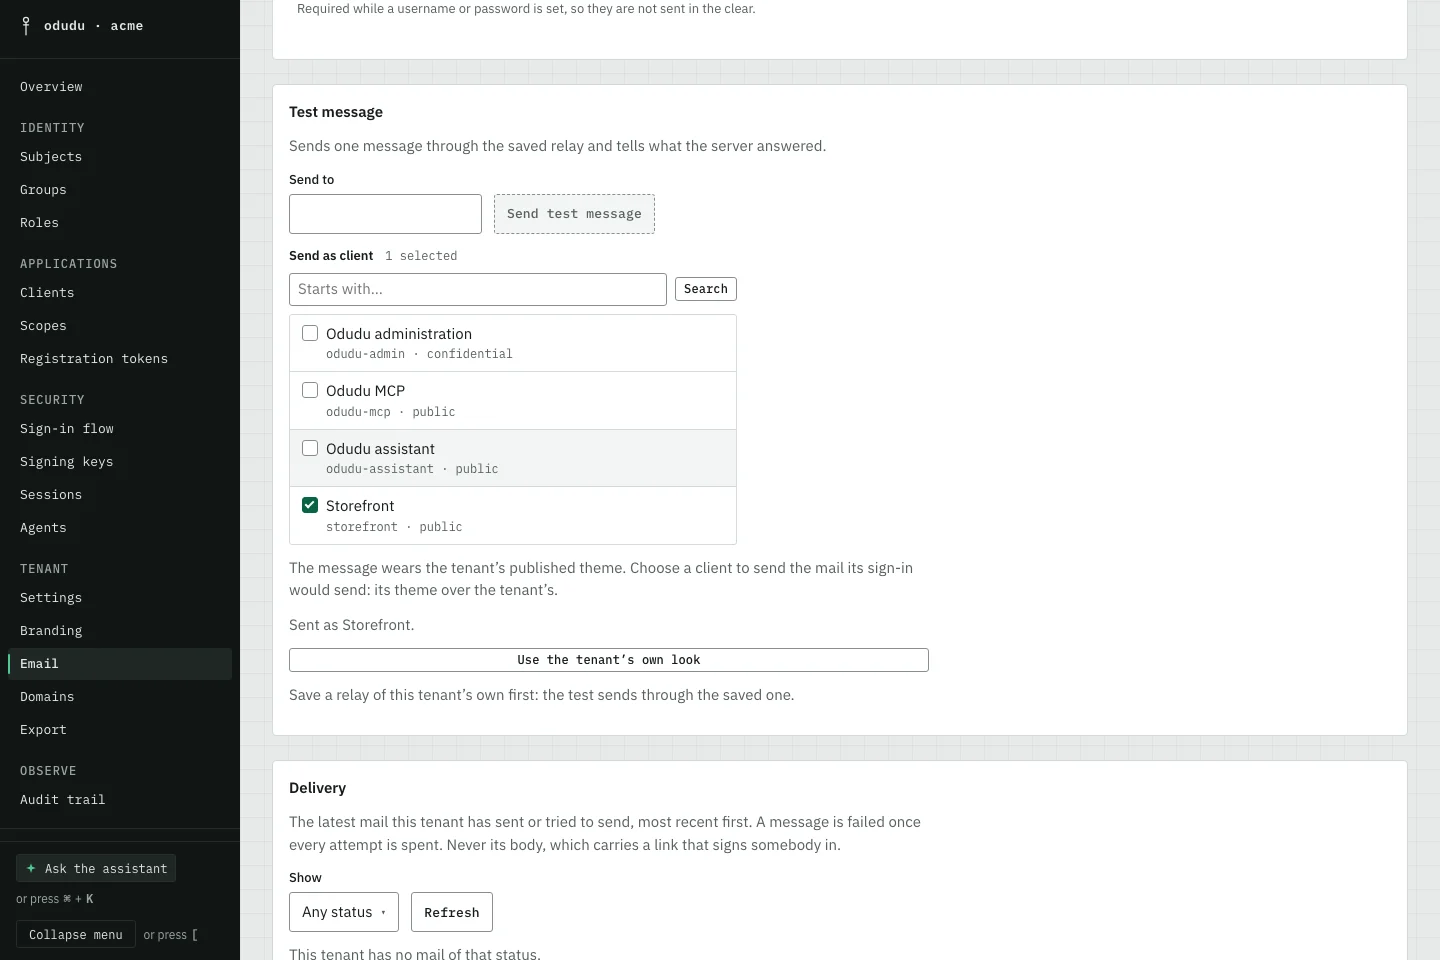 odudu · acme
Overview
IDENTITY
Subjects
Groups
Roles
APPLICATIONS
Clients
Scopes
Registration tokens
SECURITY
Sign-in flow
Signing keys
Sessions
Agents
TENANT
Settings
Branding
Email
Domains
Export
OBSERVE
Audit trail
Ask the assistant
or press ⌘ + K
Collapse menu or press [
Required while a username or password is set, so they are not sent in the clear.
Test message
Sends one message through the saved relay and tells what the server answered.
Send to
Send test message
Send as client 1 selected
Starts with...
Search
Odudu administration
odudu-admin · confidential
Odudu MCP
odudu-mcp · public
Odudu assistant
odudu-assistant · public
Storefront
storefront · public
The message wears the tenant’s published theme. Choose a client to send the mail its sign-in
would send: its theme over the tenant’s.
Sent as Storefront.
Use the tenant’s own look
Save a relay of this tenant’s own first: the test sends through the saved one.
Delivery
The latest mail this tenant has sent or tried to send, most recent first. A message is failed once
every attempt is spent. Never its body, which carries a link that signs somebody in.
Show
Any status
Refresh
This tenant has no mail of that status.